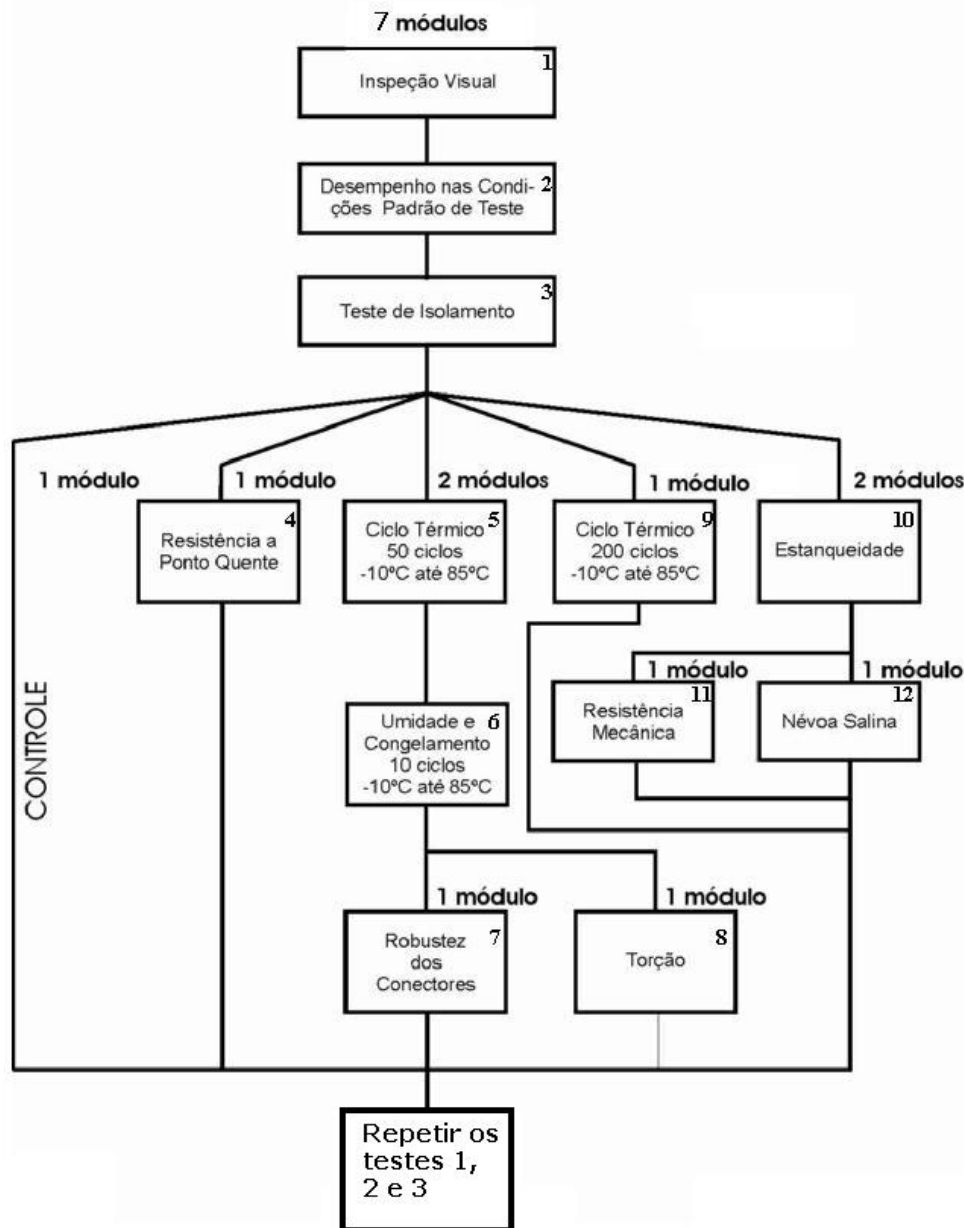 7 módulos
1
Inspeção Visual
2
Desempenho nas Condi-
ções Padrão de Teste
3
Teste de Isolamento
1 módulo
1 módulo
2 módulos
1 módulo
2 módulos
4
Resistência a
Ponto Quente
5
Ciclo Térmico
50 ciclos
-10ºC até 85ºC
9
Ciclo Térmico
200 ciclos
-10ºC até 85ºC
10
Estanqueidade
CONTROLE
6
Umidade e
Congelamento
10 ciclos
-10ºC até 85ºC
1 módulo
1 módulo
11
Resistência
Mecânica
12
Névoa Salina
1 módulo
1 módulo
7
Robustez
dos
Conectores
8
Torção
Repetir os
testes 1,
2 e 3